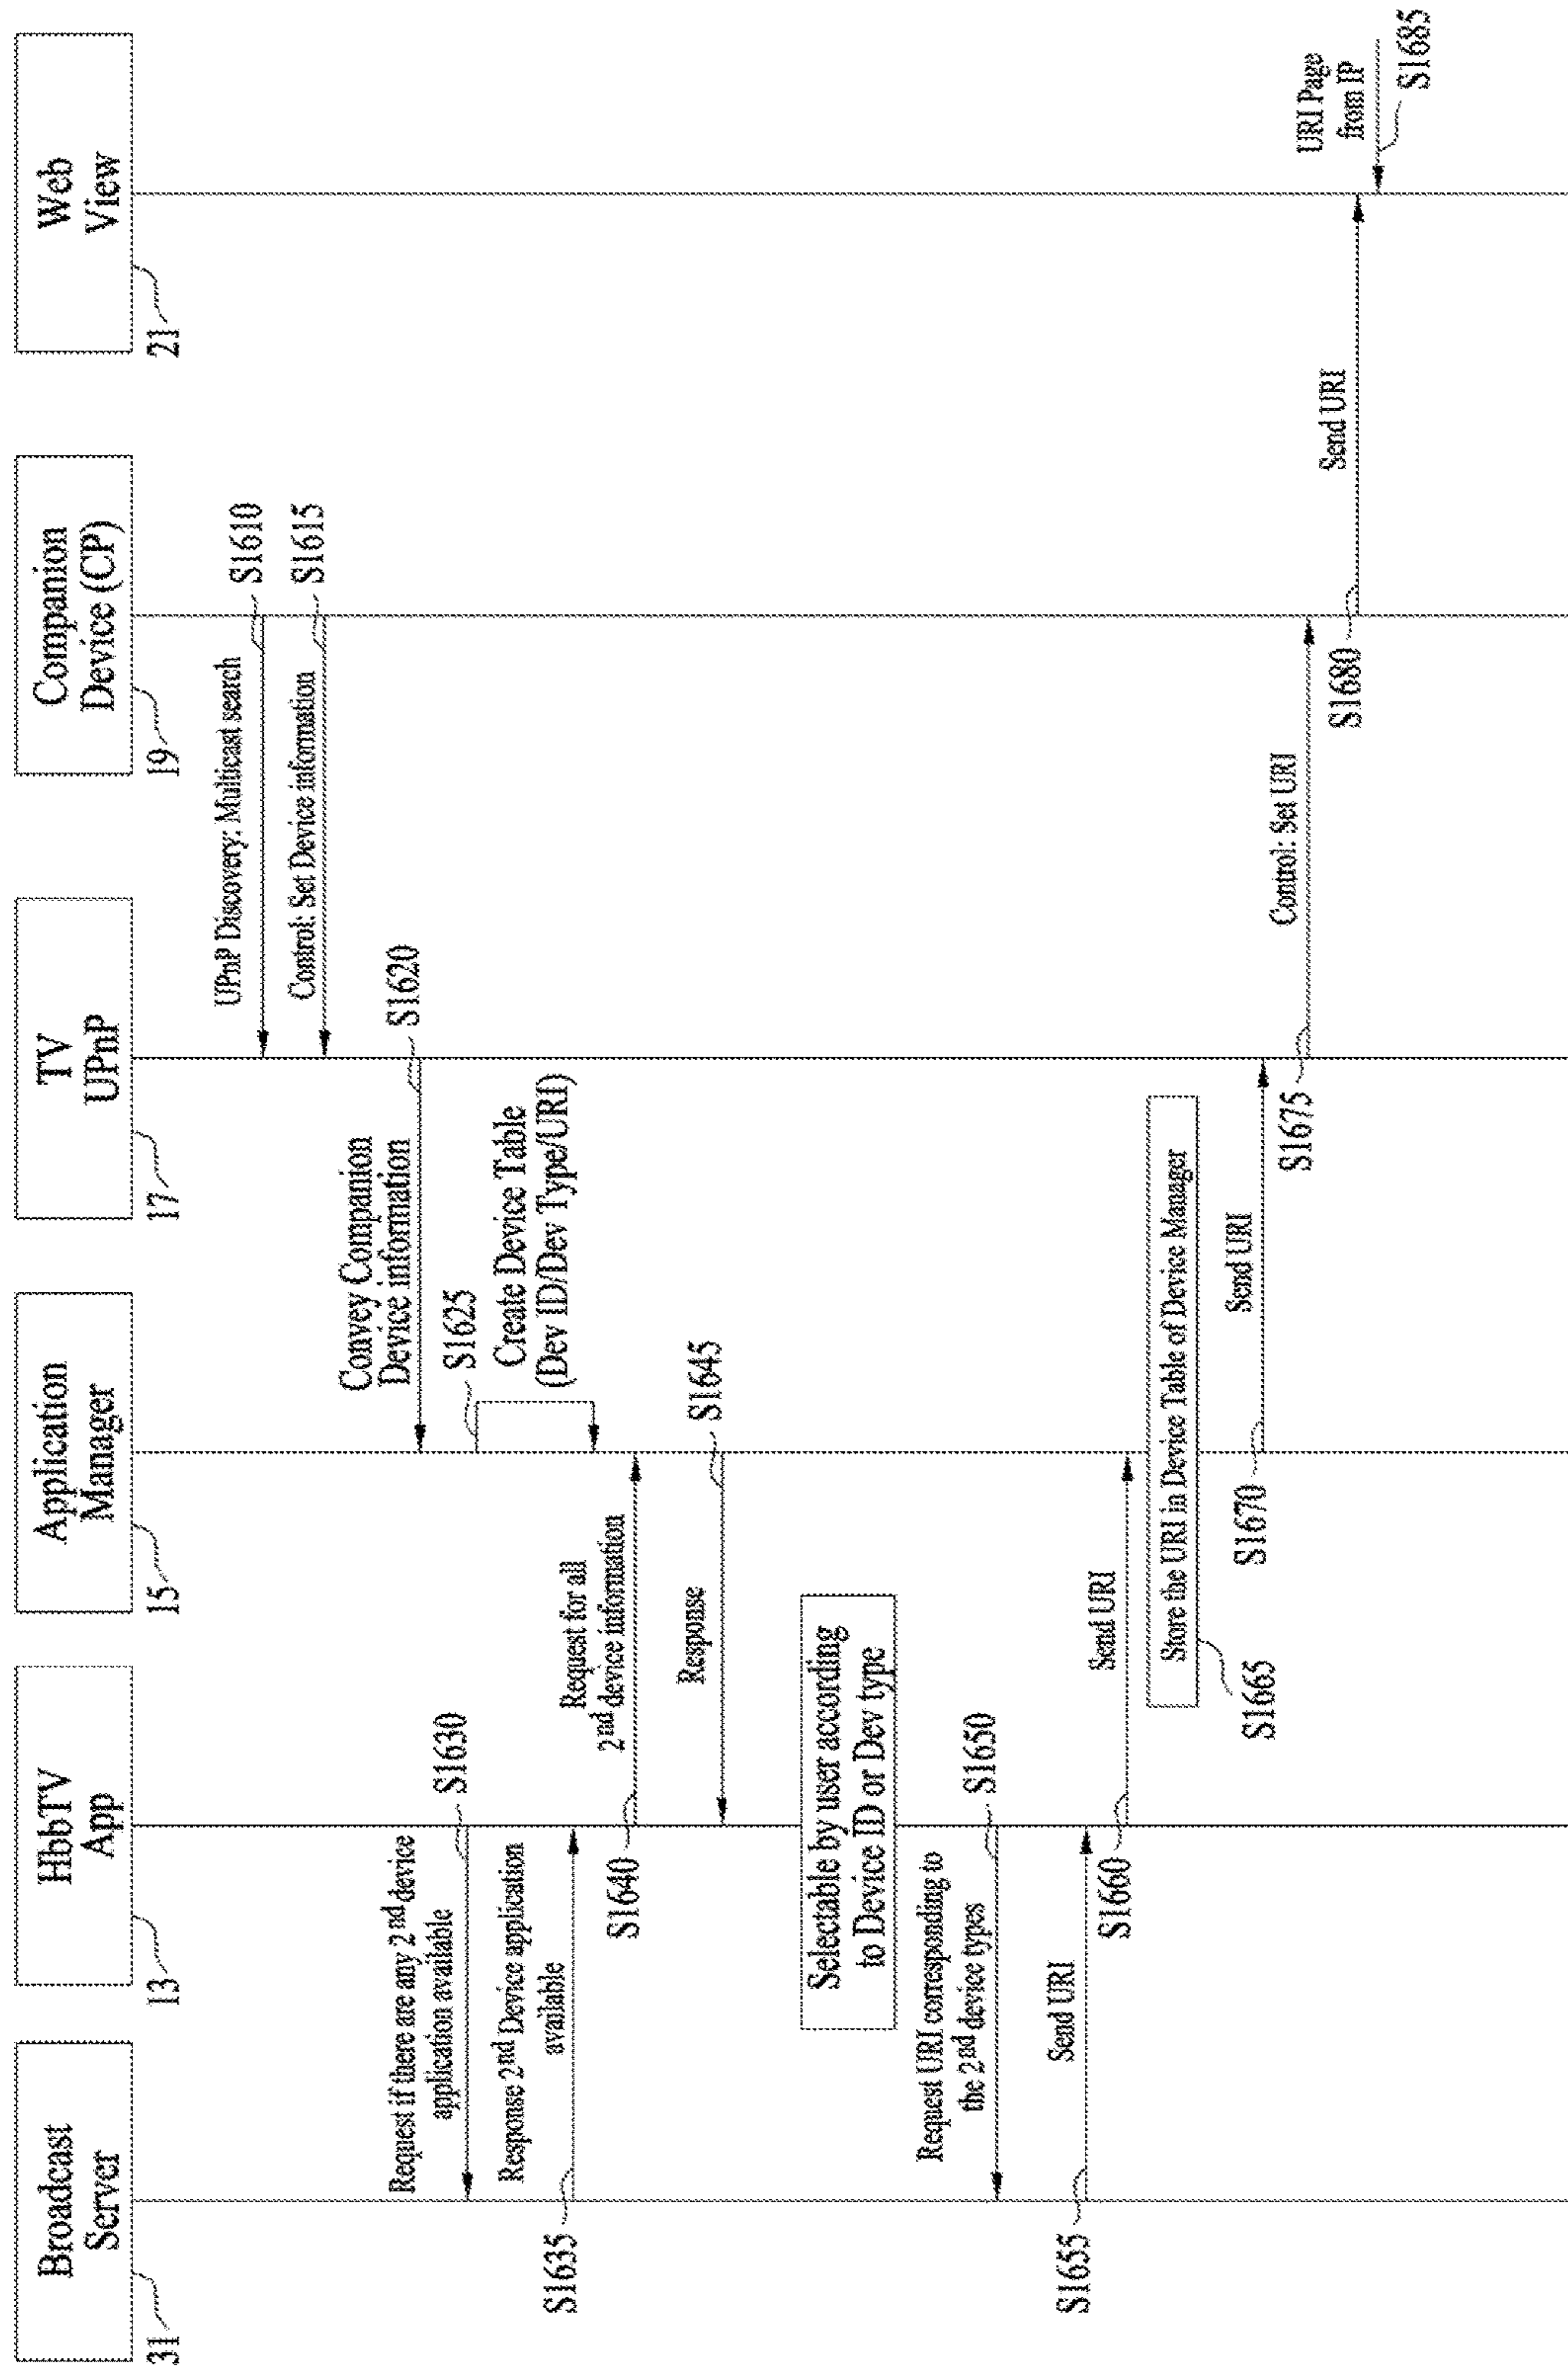 Broadcast
Server
31
HbbTV
App
13
Application
Manager
15
TV
UPnP
17
Companion
Device (CP)
19
Web
View
21
UPnP Discovery: Multicast search
S1610
Control: Set Device information
S1615
Convey Companion
Device information
S1620
S1625
Create Device Table
(Dev ID/Dev Type/URI)
Request if there are any 2nd device
application available
S1630
Response 2nd Device application
available
S1635
Request for all
2nd device information
S1640
Response
S1645
Selectable by user according
to Device ID or Dev type
Request URI corresponding to
the 2nd device types
S1650
Send URI
S1655
Send URI
S1660
Store the URI in Device Table of Device Manager
S1665
Send URI
S1670
Control: Set URI
S1675
Send URI
S1680
URI Page
from IP
S1685